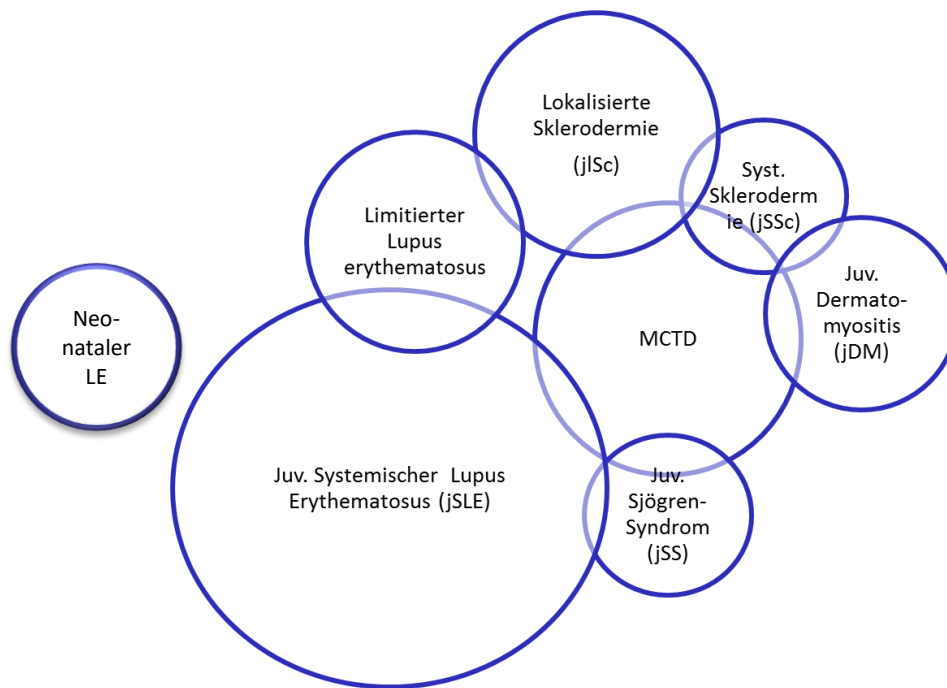 Lokalisierte
Sklerodermie
(jlSc)
Syst.
Skleroderm
ie (jSSc)
Limitierter
Lupus
erythematosus
Juv.
Dermato-
myositis
(jDM)
Neo-
nataler
LE
MCTD
Juv. Systemischer Lupus
Erythematosus (jSLE)
Juv.
Sjögren-
Syndrom
(jSS)